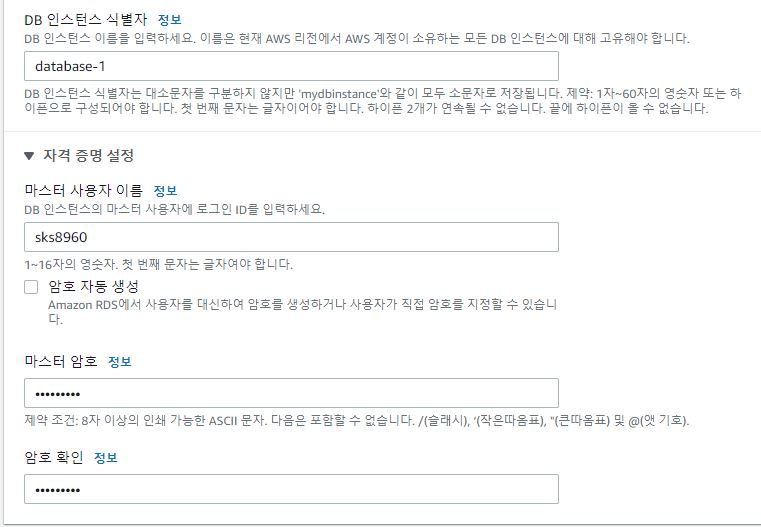 DB 인스턴스 식별자 정보
DB 인스턴스 이름을 입력하세요. 이름은 현재 AWS 리전에서 AWS 계정이 소유하는 모든 DB 인스턴스에 대해 고유해야 합니다.
database-1
DB 인스턴스 식별자는 대소문자를 구분하지 않지만 'mydbinstance'와 같이 모두 소문자로 저장됩니다. 제약: 1자~60자의 영숫자 또는 하
이픈으로 구성되어야 합니다. 첫 번째 문자는 글자이어야 합니다. 하이픈 2개가 연속될 수 없습니다. 끝에 하이픈이 올 수 없습니다.
▼ 자격 증명 설정
마스터 사용자 이름 정보
DB 인스턴스의 마스터 사용자에 로그인 ID를 입력하세요.
sks8960
1~16자의 영숫자. 첫 번째 문자는 글자여야 합니다.
암호 자동 생성
Amazon RDS에서 사용자를 대신하여 암호를 생성하거나 사용자가 직접 암호를 지정할 수 있습니
다.
마스터 암호 정보
•••••••••
제약 조건: 8자 이상의 인쇄 가능한 ASCII 문자. 다음은 포함할 수 없습니다. /(슬래시), '(작은따옴표), "(큰따옴표) 및 @(앳 기호).
암호 확인 정보
•••••••••